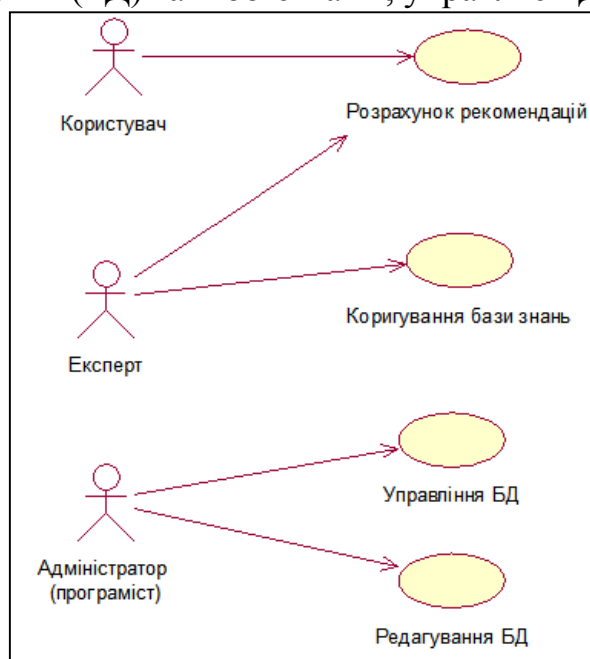 Користувач
Розрахунок рекомендацій
Експерт
Коригування бази знань
Адміністратор
(програміст)
Управління БД
Редагування БД